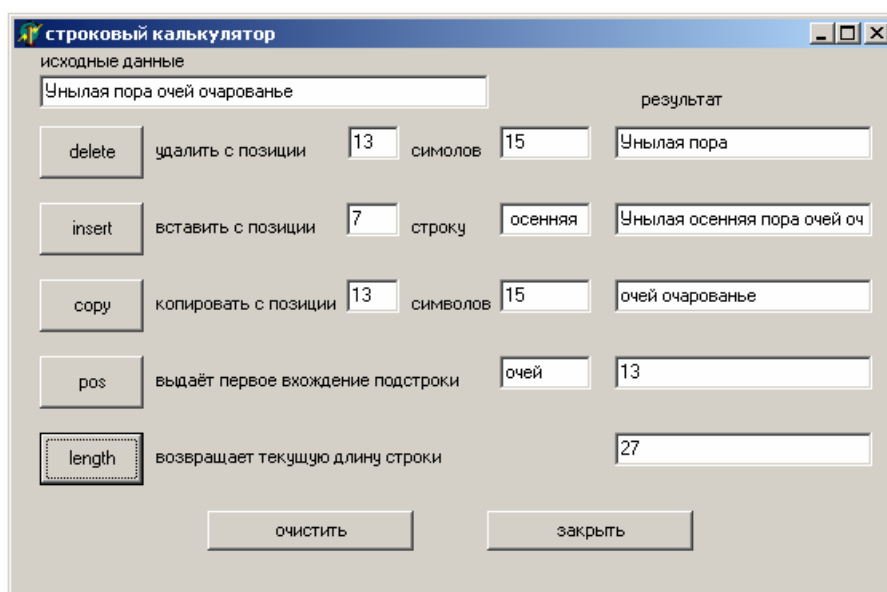 строковый калькулятор
исходные данные
Унылая пора очей очарованье
результат
delete удалить с позиции 13 симолов 15 Унылая пора
insert вставить с позиции 7 строку осенняя Унылая осенняя пора очей оч
copy копировать с позиции 13 символов 15 очей очарованье
pos выдаёт первое вхождение подстроки очей 13
length возвращает текущую длину строки 27
очистить закрыть